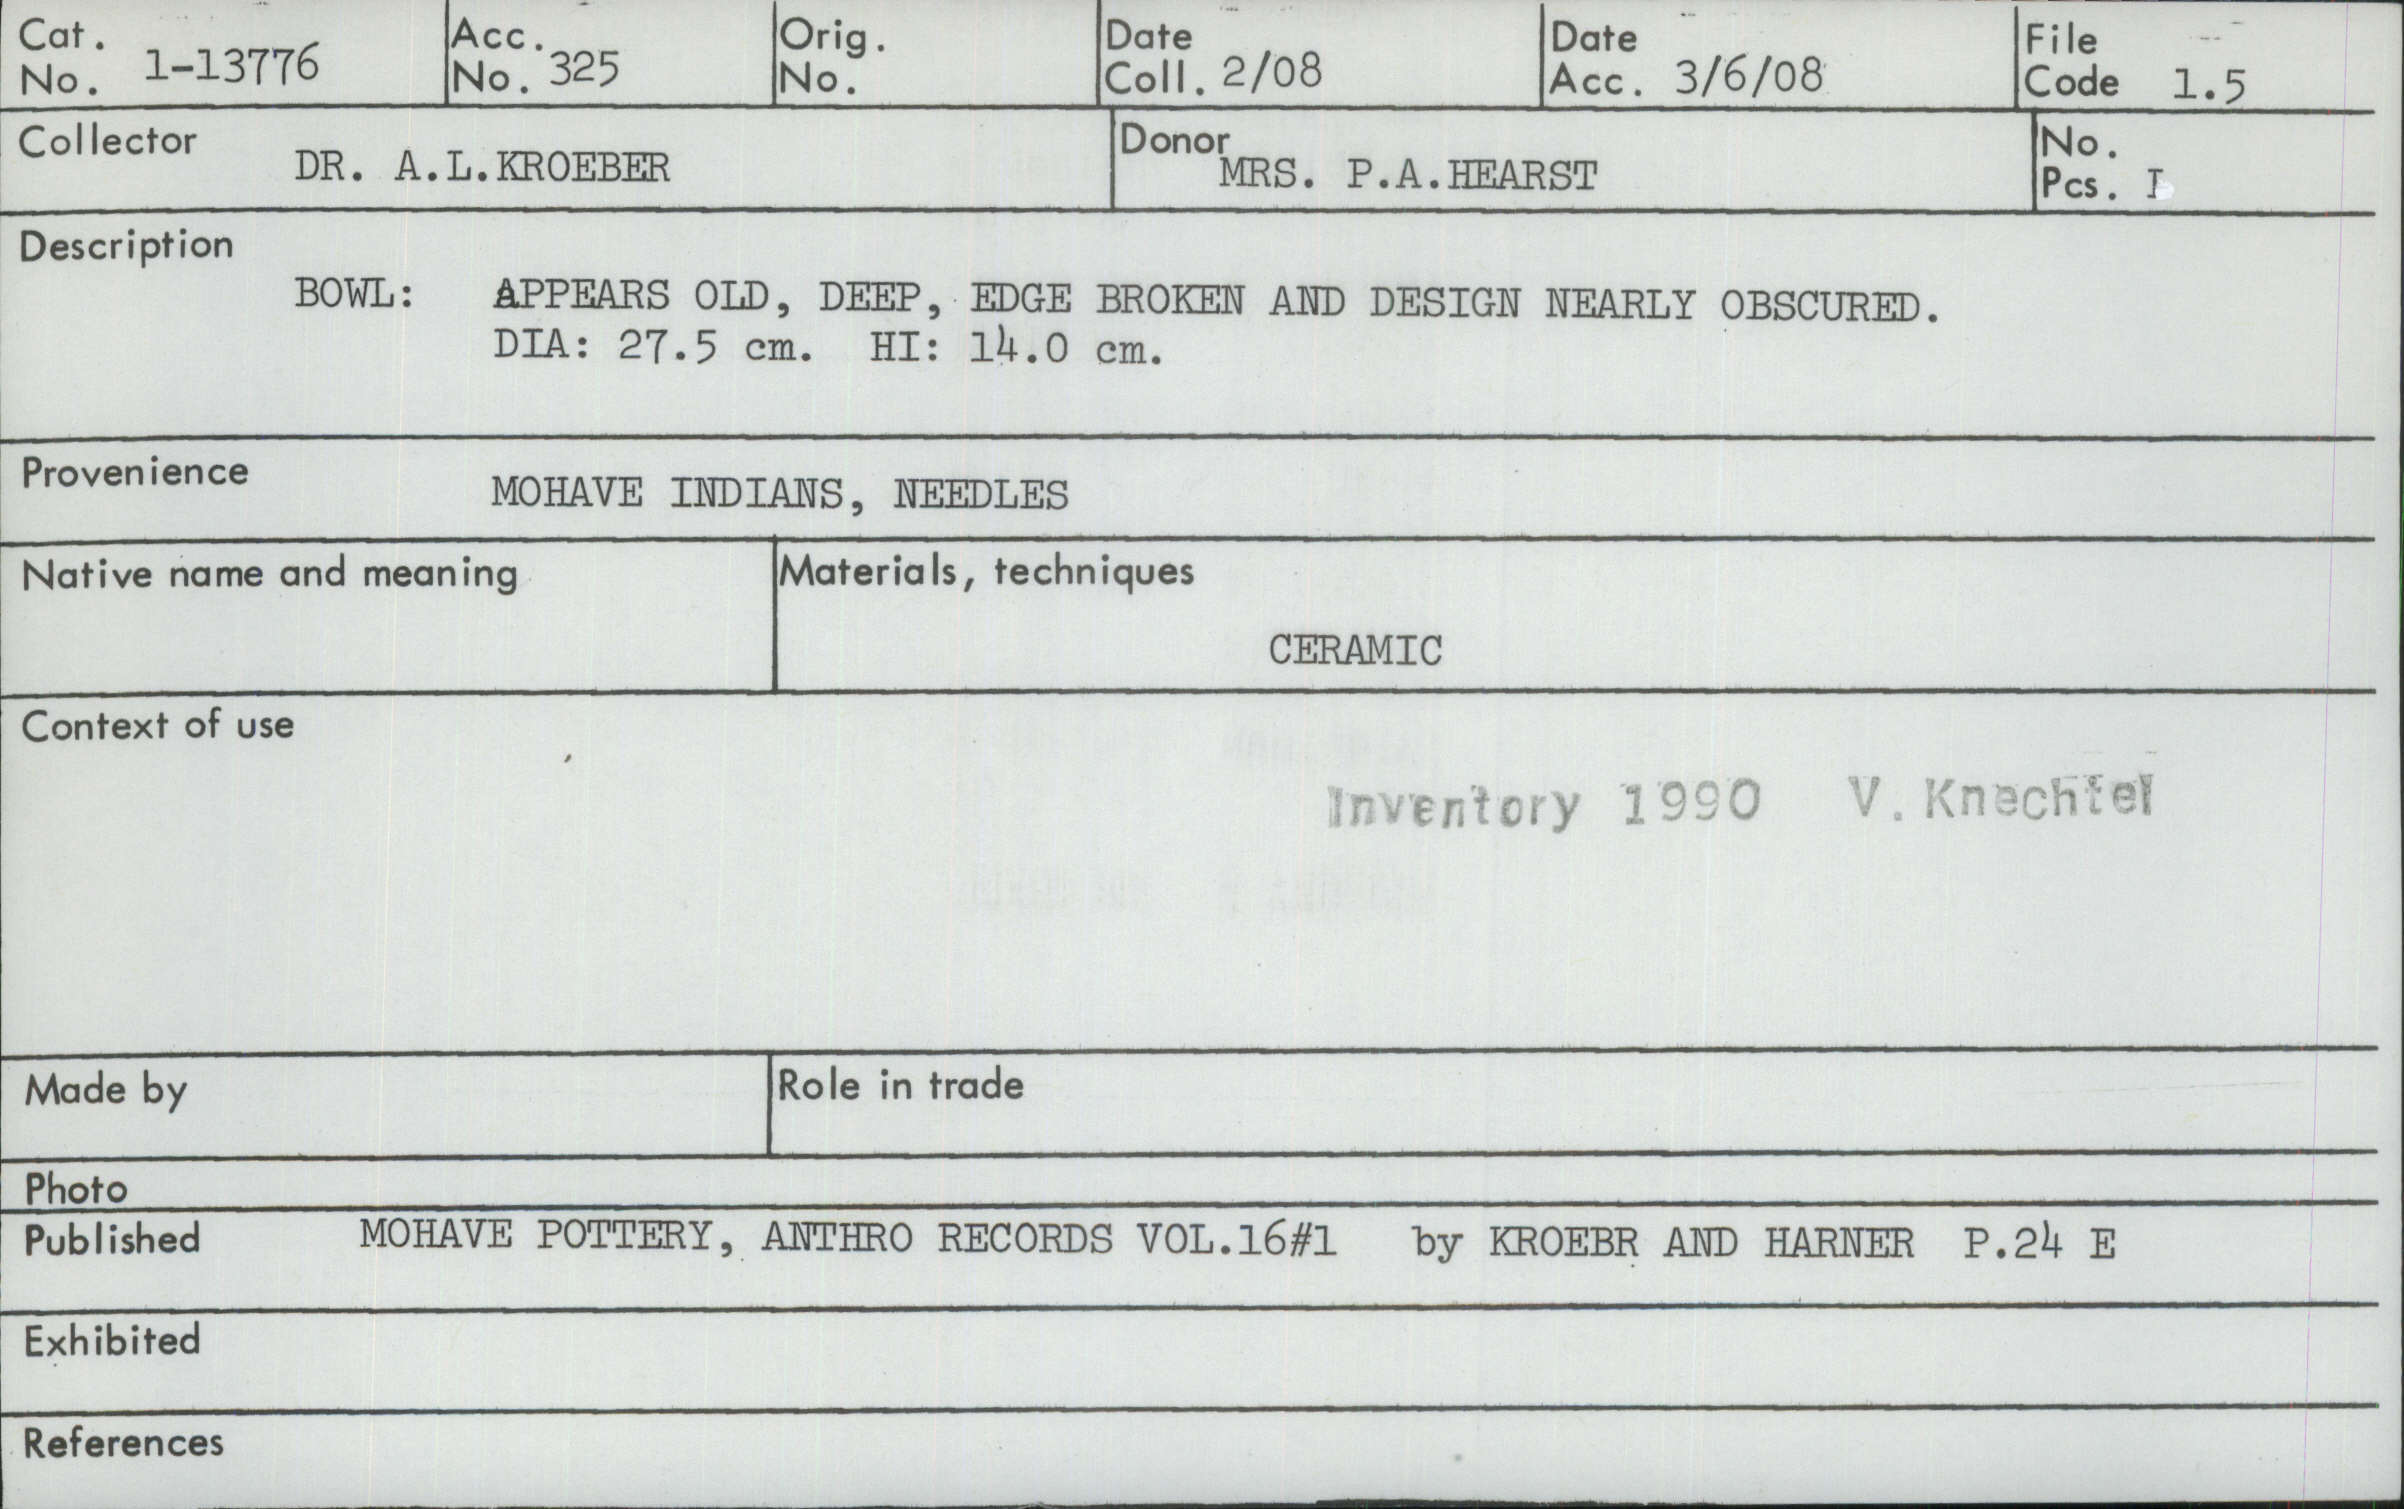 Cat. No. 1-13776
Acc. No. 325
Orig. No.
Date Coll. 2/08
Date Acc. 3/6/08
File Code 1.5
Collector DR. A.L.KROEBER
Donor MRS. P.A.HEARST
No. Pcs. I
Description
BOWL: APPEARS OLD, DEEP, EDGE BROKEN AND DESIGN NEARLY OBSCURED.
DIA: 27.5 cm. HI: 14.0 cm.
Provenience MOHAVE INDIANS, NEEDLES
Native name and meaning
Materials, techniques
CERAMIC
Context of use
Inventory 1990 V. Knechtel
Made by
Role in trade
Photo
Published MOHAVE POTTERY, ANTHRO RECORDS VOL.16#1 by KROEBR AND HARNER P.24 E
Exhibited
References